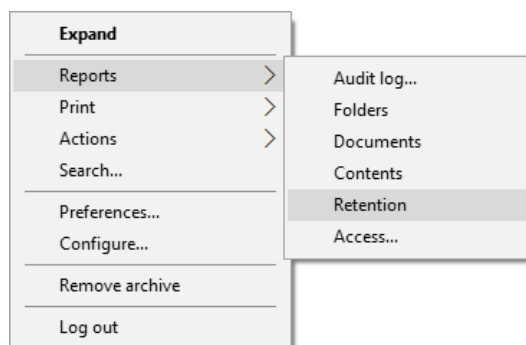 Expand
Reports
Print
Actions
Search...
Preferences...
Configure...
Remove archive
Log out
Audit log...
Folders
Documents
Contents
Retention
Access...